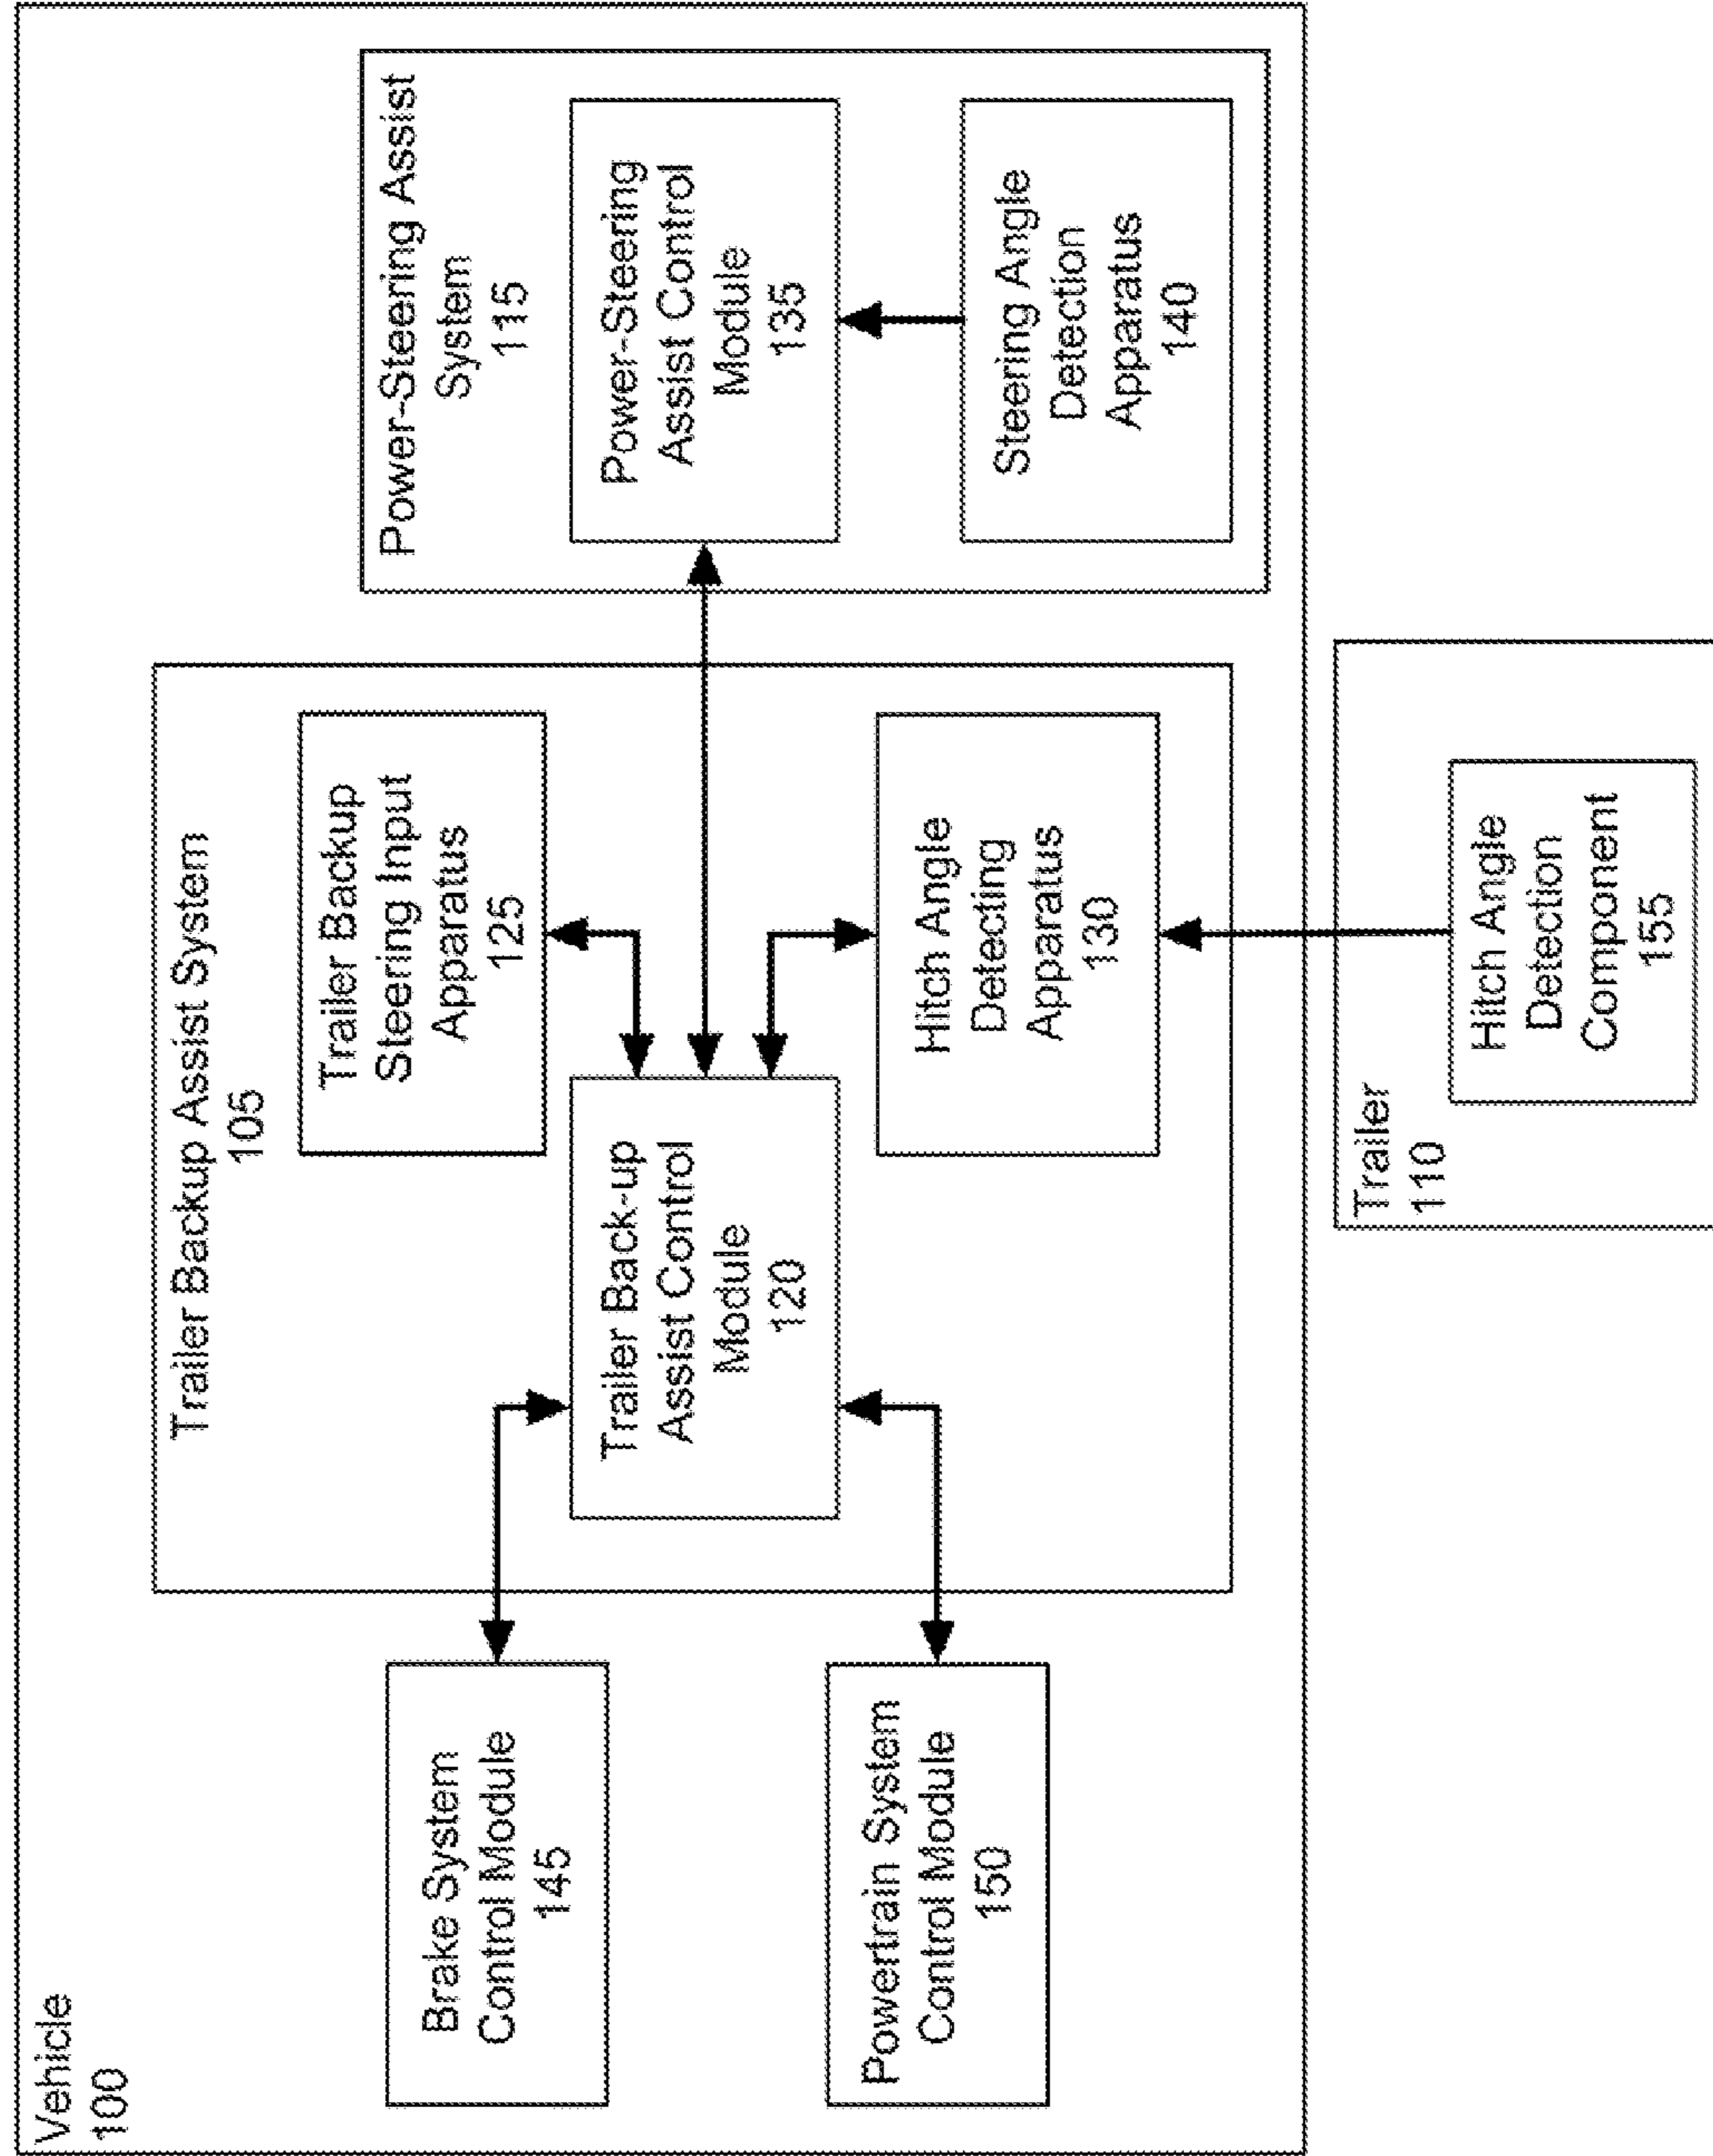 Vehicle
100
Trailer Backup Assist System
105
Power-Steering Assist
System
115
Brake System
Control Module
145
Trailer Backup
Steering Input
Apparatus
125
Power-Steering
Assist Control
Module
135
Trailer Back-up
Assist Control
Module
120
Powertrain System
Control Module
150
Hitch Angle
Detecting
Apparatus
130
Steering Angle
Detection
Apparatus
140
Trailer
110
Hitch Angle
Detection
Component
155